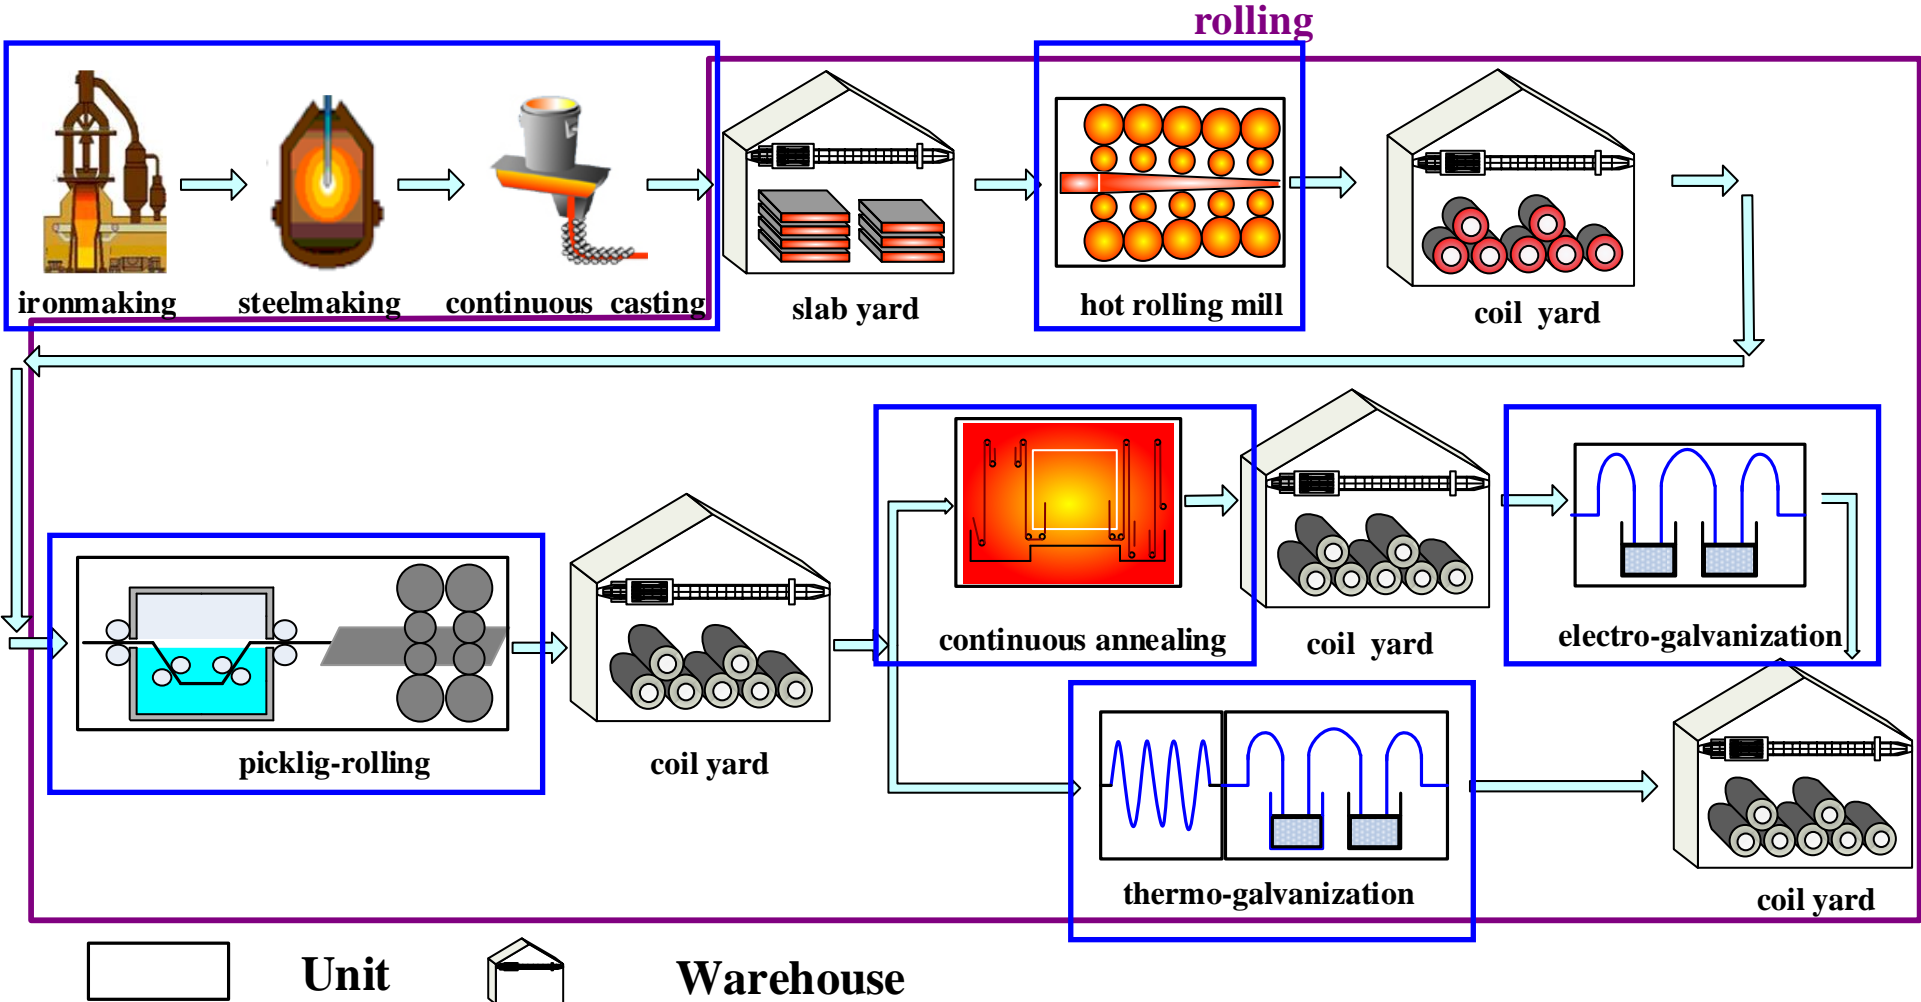 rolling
ironmaking
steelmaking
continuous casting
slab yard
hot rolling mill
coil yard
continuous annealing
coil yard
electro-galvanization
picklig-rolling
coil yard
thermo-galvanization
coil yard
Unit
Warehouse